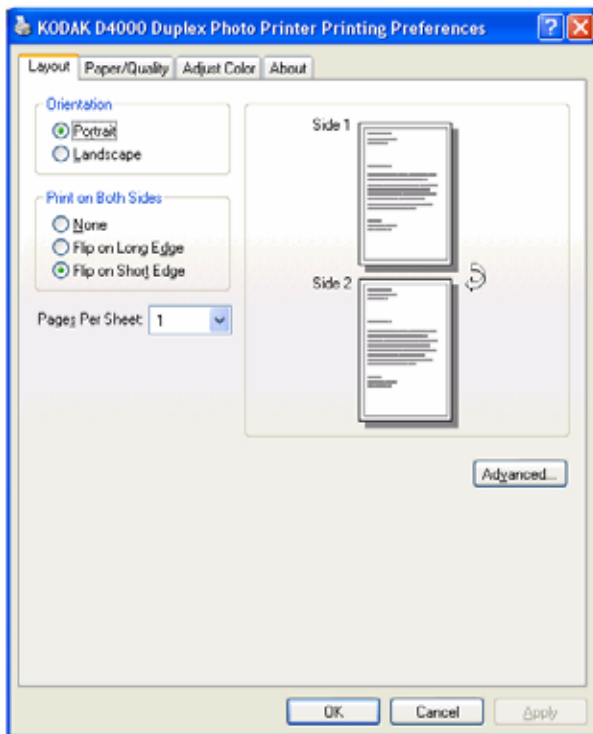 KODAK D4000 Duplex Photo Printer Printing Preferences
Layout Paper/Quality Adjust Color About
Orientation
Portrait
Landscape
Print on Both Sides
None
Flip on Long Edge
Flip on Short Edge
Pages Per Sheet: 1
Side 1
Side 2
Advanced...
OK Cancel Apply